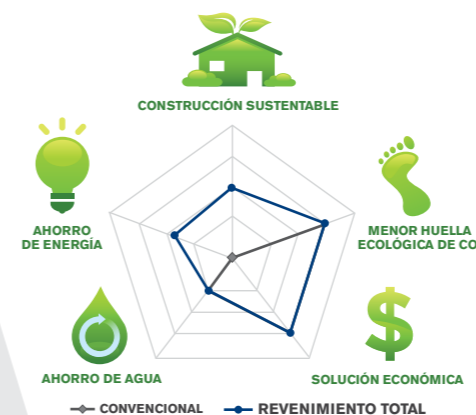 CONSTRUCCIÓN SUSTENTABLE
AHORRO
DE ENERGÍA
MENOR HUELLA
ECOLÓGICA DE CO
$
AHORRO DE AGUA
SOLUCIÓN ECONÓMICA
CONVENCIONAL
REVENIMIENTO TOTAL